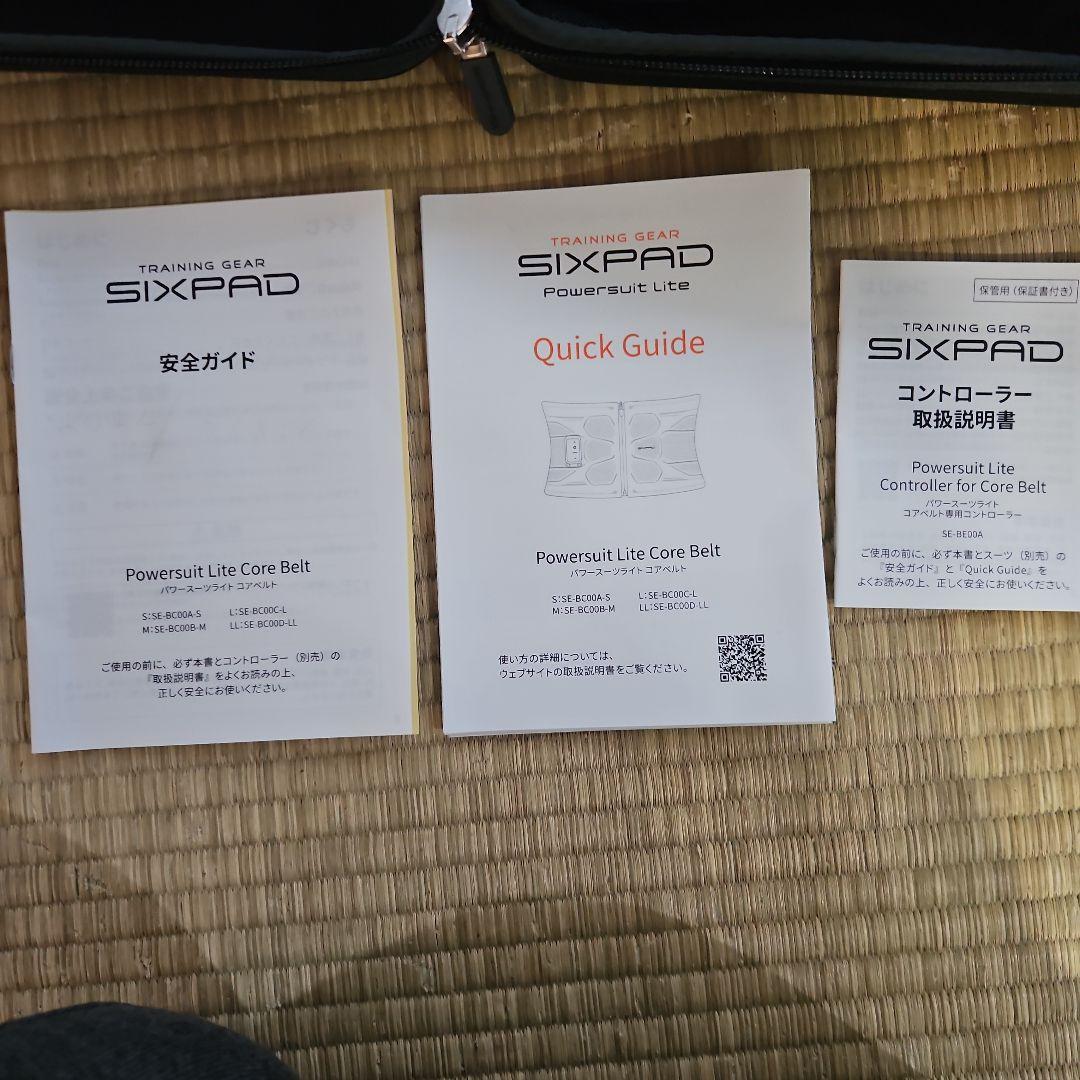 TRAINING GEAR
SIXPAD
安全ガイド
Powersuit Lite Core Belt
パワースーツライト コアベルト
S:SE-BC00A-S L:SE-BC00C-L
M:SE-BC00B-M LL:SE-BC00D-LL
ご使用の前に、必ず本書とコントローラー（別売）の
『取扱説明書』をよくお読みの上、
正しく安全にお使いください。
TRAINING GEAR
SIXPAD
Powersuit Lite
Quick Guide
Powersuit Lite Core Belt
パワースーツライト コアベルト
S:SE-BC00A-S L:SE-BC00C-L
M:SE-BC00B-M LL:SE-BC00D-LL
使い方の詳細については、
ウェブサイトの取扱説明書をご覧ください。
保管用（保証書付き）
TRAINING GEAR
SIXPAD
コントローラー
取扱説明書
Powersuit Lite
Controller for Core Belt
パワースーツライト
コアベルト専用コントローラー
SE-BE00A
ご使用の前に、必ず本書とスーツ（別売）の
『安全ガイド』と『Quick Guide』を
よくお読みの上、正しく安全にお使いください。